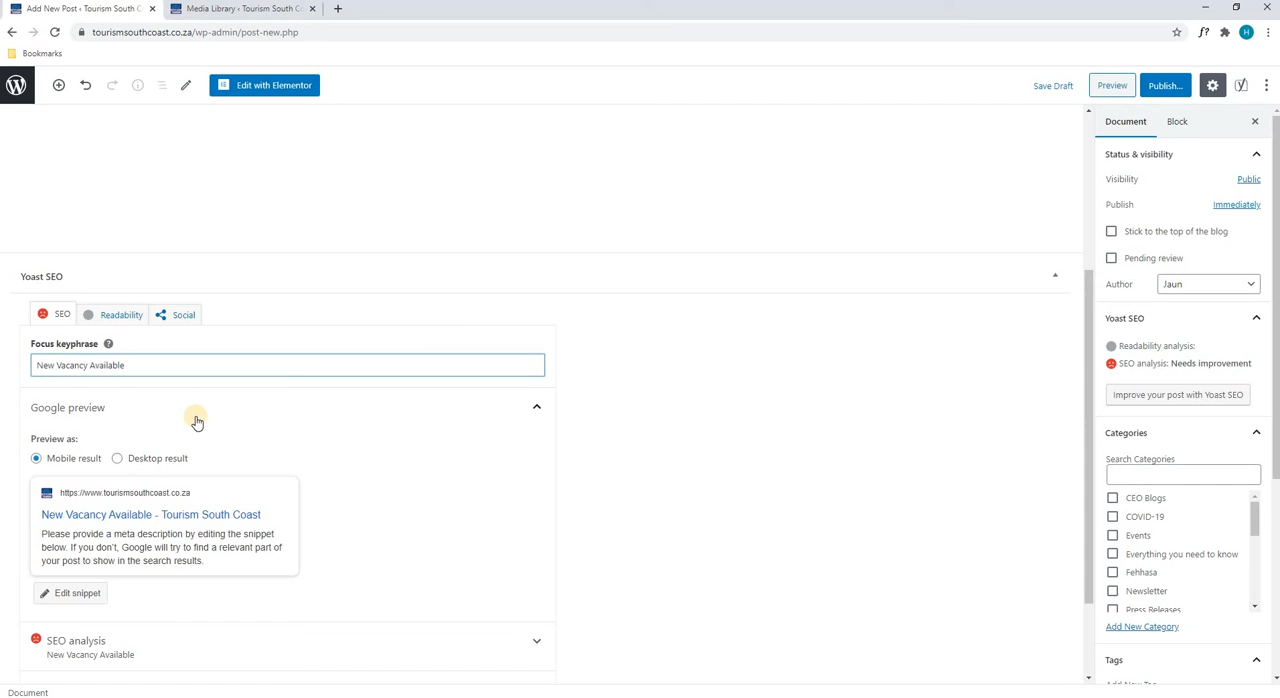 Add New Post ‹ Tourism South C
Media Library ‹ Tourism South Co
tourismsouthcoast.co.za/wp-admin/post-new.php
f?
H
Bookmarks
Edit with Elementor
Save Draft
Preview
Publish...
Document
Block
Status & visibility
Visibility
Public
Publish
Immediately
Stick to the top of the blog
Pending review
Author
Jaun
Yoast SEO
SEO
Readability
Social
Focus keyphrase
New Vacancy Available
Google preview
Preview as:
Mobile result
Desktop result
https://www.tourismsouthcoast.co.za
New Vacancy Available - Tourism South Coast
Please provide a meta description by editing the snippet
below. If you don't, Google will try to find a relevant part of
your post to show in the search results.
Edit snippet
SEO analysis
New Vacancy Available
Yoast SEO
Readability analysis:
SEO analysis: Needs improvement
Improve your post with Yoast SEO
Categories
Search Categories
CEO Blogs
COVID-19
Events
Everything you need to know
Fehhasa
Newsletter
Press Releases
Add New Category
Tags
Add New Tag
Document